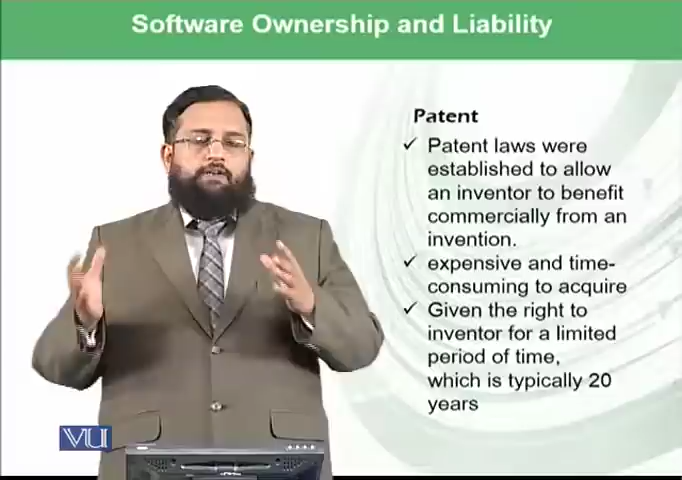 Software Ownership and Liability
Patent
✓ Patent laws were
established to allow
an inventor to benefit
commercially from an
invention.
✓ expensive and time-
consuming to acquire
✓ Given the right to
inventor for a limited
period of time,
which is typically 20
years
VU